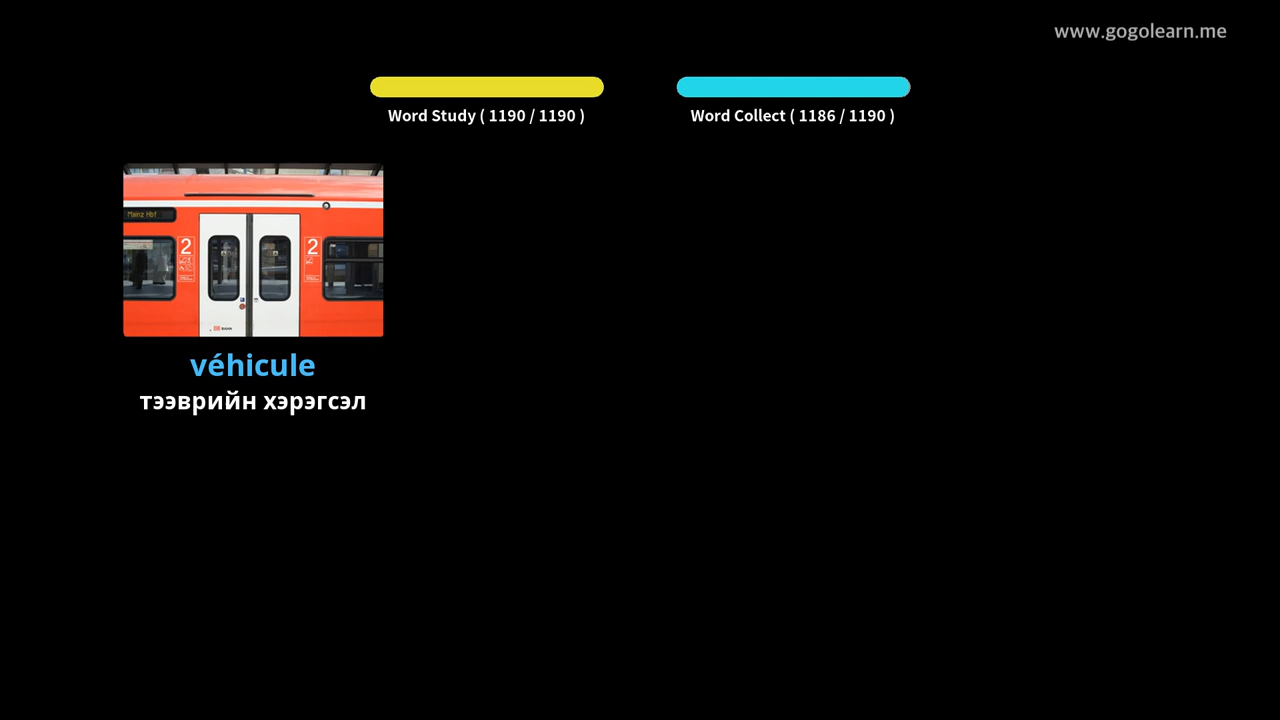 www.gogolearn.me
Word Study ( 1190 / 1190 )
Word Collect ( 1186 / 1190 )
Mainz Hbf
2
2
véhicule
тээврийн хэрэгсэл